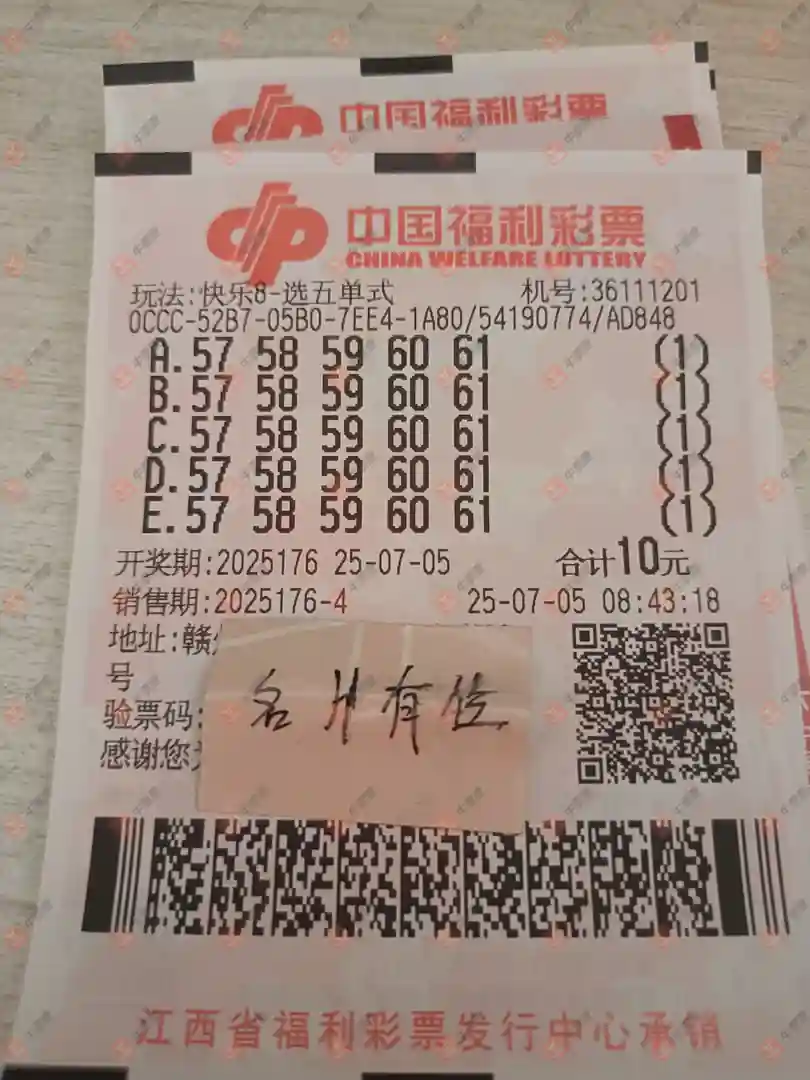 中国福利彩票
中国福利彩票
CHINA WELFARE LOTTERY
玩法:快乐8-选五单式 机号:36111201
0CCC-52B7-05B0-7EE4-1A80/54190774/AD848
A.57 58 59 60 61 (1)
B.57 58 59 60 61 (1)
C.57 58 59 60 61 (1)
D.57 58 59 60 61 (1)
E.57 58 59 60 61 (1)
开奖期:2025176 25-07-05 合计10元
销售期:2025176-4 25-07-05 08:43:18
地址:赣
号
验票码:
感谢您
名片有位
江西省福利彩票发行中心承销